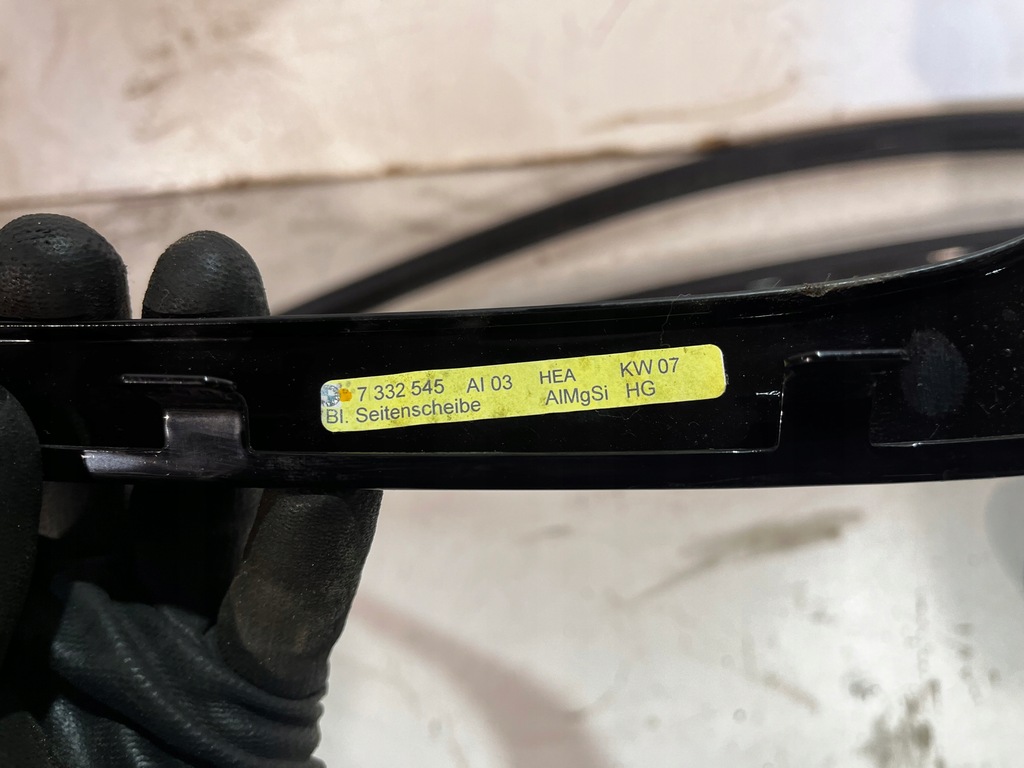 7 332 545 AI 03 HEA KW 07
Bl. Seitenscheibe AlMgSi HG